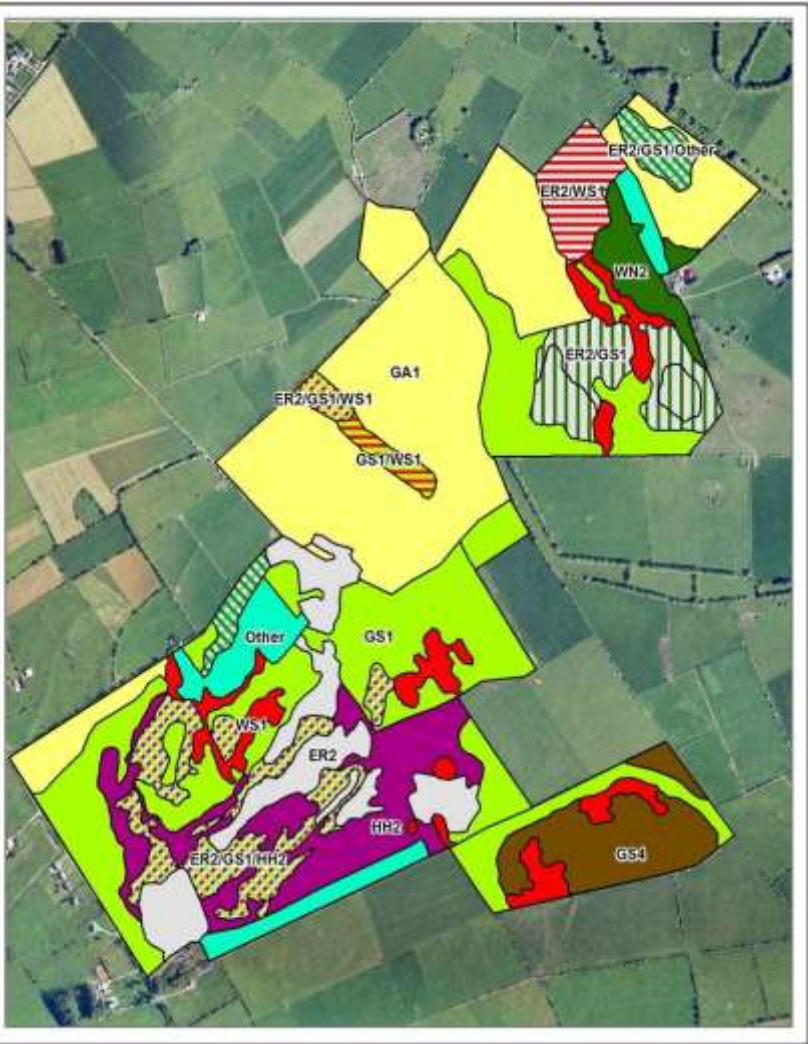 ER2/GS1/Other
ER2/WS1
WN2
ER2/GS1
GA1
ER2/GS1/WS1
GS1/WS1
Other
GS1
WS1
ER2
HH2
ER2/GS1/HH2
GS4